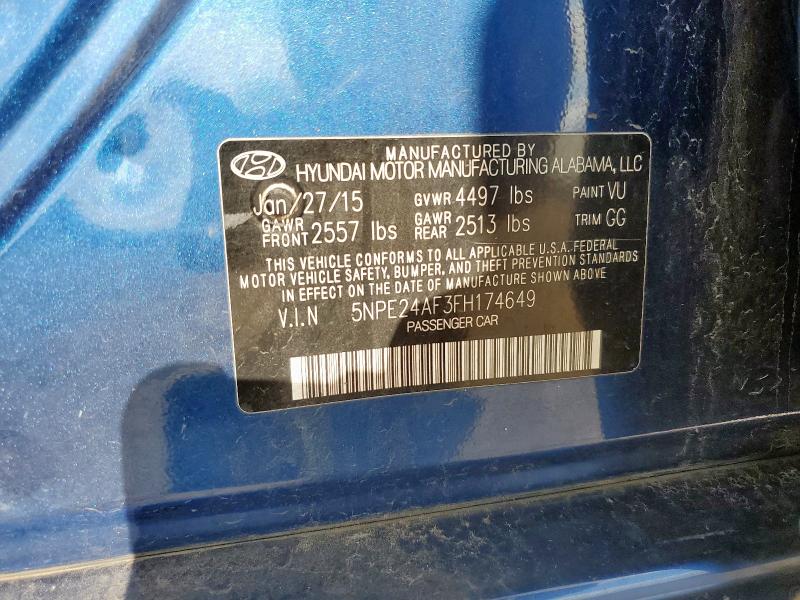 MANUFACTURED BY
HYUNDAI MOTOR MANUFACTURING ALABAMA, LLC
Jan/27/15 GVWR 4497 lbs PAINT VU
GAWR FRONT 2557 lbs GAWR REAR 2513 lbs TRIM GG
THIS VEHICLE CONFORMS TO ALL APPLICABLE U.S.A. FEDERAL
MOTOR VEHICLE SAFETY, BUMPER, AND THEFT PREVENTION STANDARDS
IN EFFECT ON THE DATE OF MANUFACTURE SHOWN ABOVE
V.I.N 5NPE24AF3FH174649
PASSENGER CAR